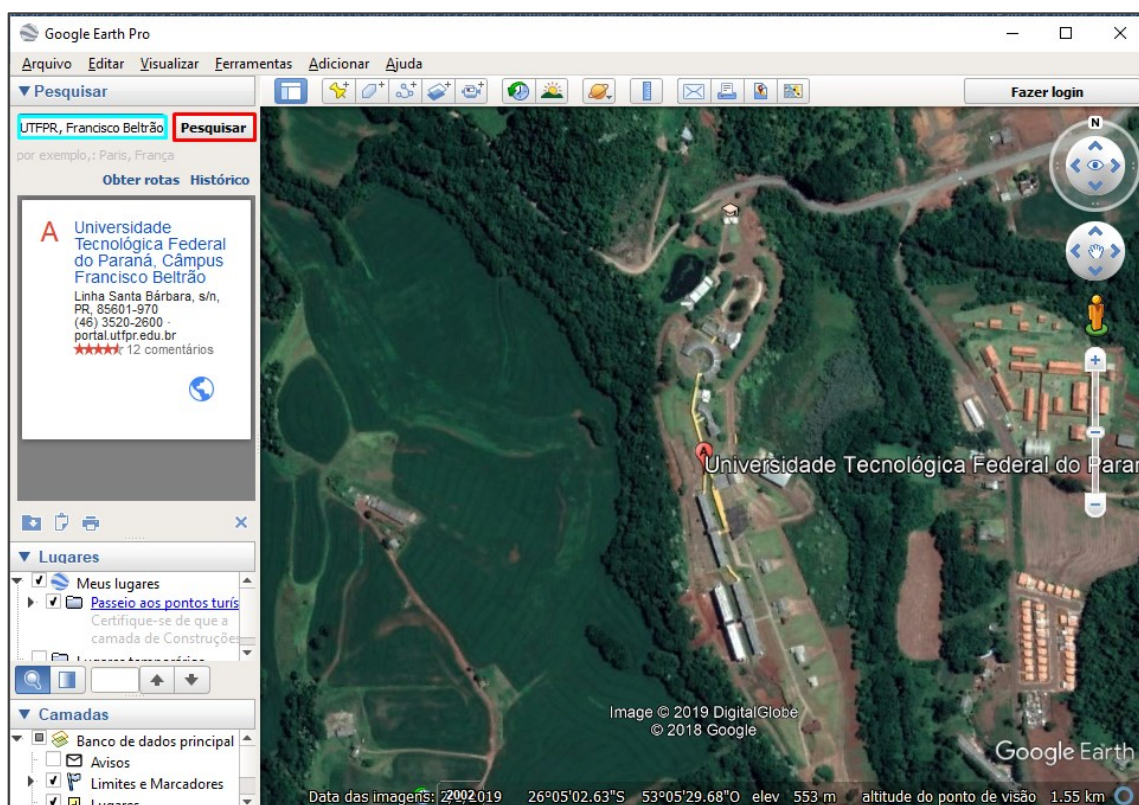 Google Earth Pro
Arquivo Editar Visualizar Ferramentas Adicionar Ajuda
Pesquisar
Fazer login
UTFPR, Francisco Beltrão Pesquisar
por exemplo,: Paris, França
Obter rotas Histórico
A
Universidade
Tecnológica Federal
do Paraná, Câmpus
Francisco Beltrão
Linha Santa Bárbara, s/n,
PR, 85601-970
(46) 3520-2600 ·
portal.utfpr.edu.br
12 comentários
Lugares
Meus lugares
Passeio aos pontos turís
Certifique-se de que a
camada de Construções
Lugares temporários
Camadas
Banco de dados principal
Avisos
Limites e Marcadores
Lugares
N
A
Universidade Tecnológica Federal do Paran
Image © 2019 DigitalGlobe
© 2018 Google
Google Earth
Data das imagens: 2002 2019 26°05'02.63"S 53°05'29.68"O elev 553 m altitude do ponto de visão 1.55 km